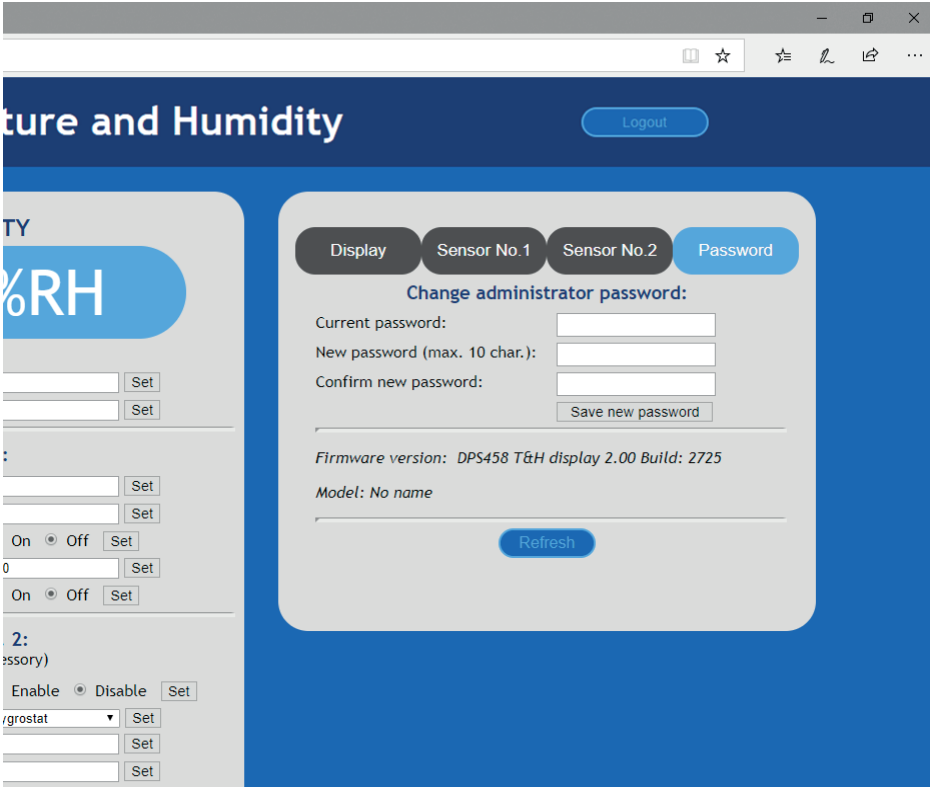 ture and Humidity
Logout
TY
%RH
Set
Set
:
Set
Set
On Off Set
0 Set
On Off Set
. 2:
essory)
Enable Disable Set
ygrostat Set
Set
Set
Display Sensor No.1 Sensor No.2 Password
Change administrator password:
Current password:
New password (max. 10 char.):
Confirm new password:
Save new password
Firmware version: DPS458 T&H display 2.00 Build: 2725
Model: No name
Refresh